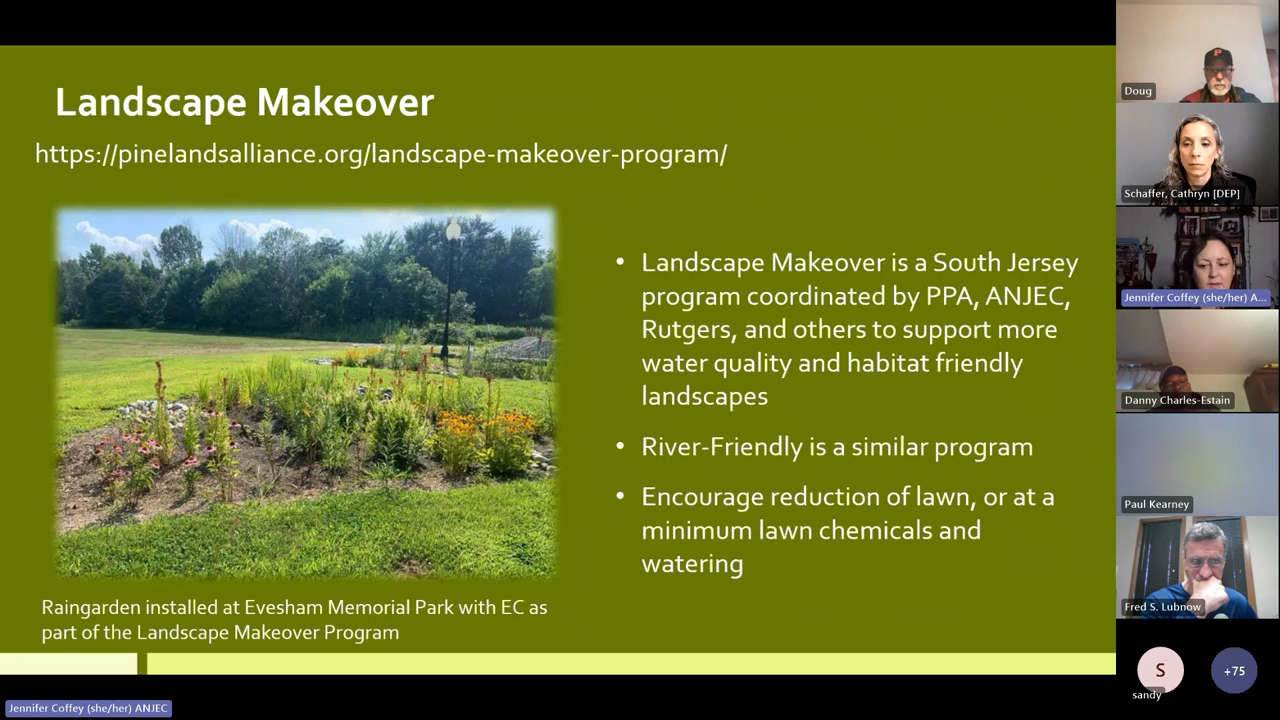 Landscape Makeover
https://pinelandsalliance.org/landscape-makeover-program/
• Landscape Makeover is a South Jersey
program coordinated by PPA, ANJEC,
Rutgers, and others to support more
water quality and habitat friendly
landscapes
• River-Friendly is a similar program
• Encourage reduction of lawn, or at a
minimum lawn chemicals and
watering
Raingarden installed at Evesham Memorial Park with EC as
part of the Landscape Makeover Program
Jennifer Coffey (she/her) ANJEC
Doug
Schaffer, Cathryn [DEP]
Jennifer Coffey (she/her) A...
Danny Charles-Estain
Paul Kearney
Fred S. Lubnow
S
sandy
+75